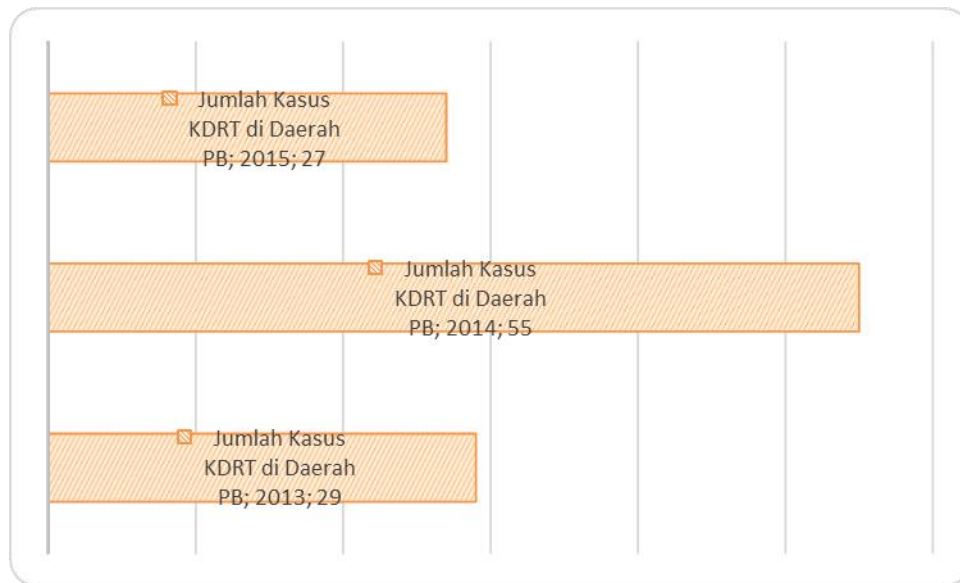 Jumlah Kasus
KDRT di Daerah
PB; 2015; 27
Jumlah Kasus
KDRT di Daerah
PB; 2014; 55
Jumlah Kasus
KDRT di Daerah
PB; 2013; 29